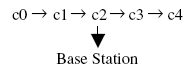 c0 → c1 → c2 → c3 → c4
Base Station